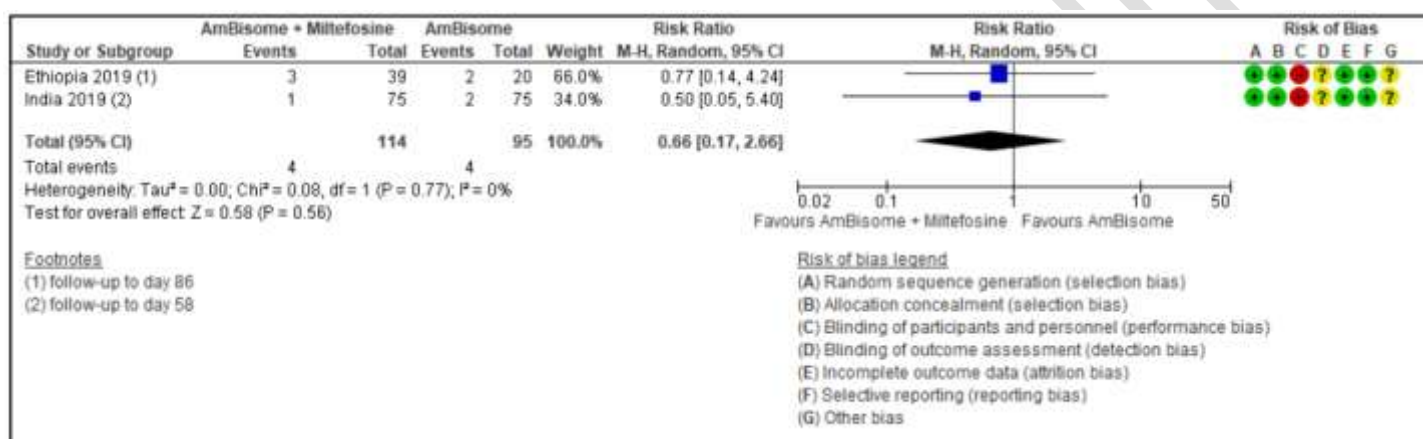 AmBisome + Miltefosine AmBisome Risk Ratio Risk Ratio Risk of Bias
Study or Subgroup Events Total Events Total Weight M-H, Random, 95% CI M-H, Random, 95% CI A B C D E F G
Ethiopia 2019 (1) 3 39 2 20 66.0% 0.77 [0.14, 4.24] + + - ? + + ?
India 2019 (2) 1 75 2 75 34.0% 0.50 [0.05, 5.40] + + - ? + + ?
Total (95% CI) 114 95 100.0% 0.66 [0.17, 2.66]
Total events 4 4
Heterogeneity: Tau² = 0.00; Chi² = 0.08, df = 1 (P = 0.77); I² = 0%
Test for overall effect: Z = 0.58 (P = 0.56)
0.02 0.1 1 10 50
Favours AmBisome + Miltefosine Favours AmBisome
Footnotes
(1) follow-up to day 86
(2) follow-up to day 58
Risk of bias legend
(A) Random sequence generation (selection bias)
(B) Allocation concealment (selection bias)
(C) Blinding of participants and personnel (performance bias)
(D) Blinding of outcome assessment (detection bias)
(E) Incomplete outcome data (attrition bias)
(F) Selective reporting (reporting bias)
(G) Other bias